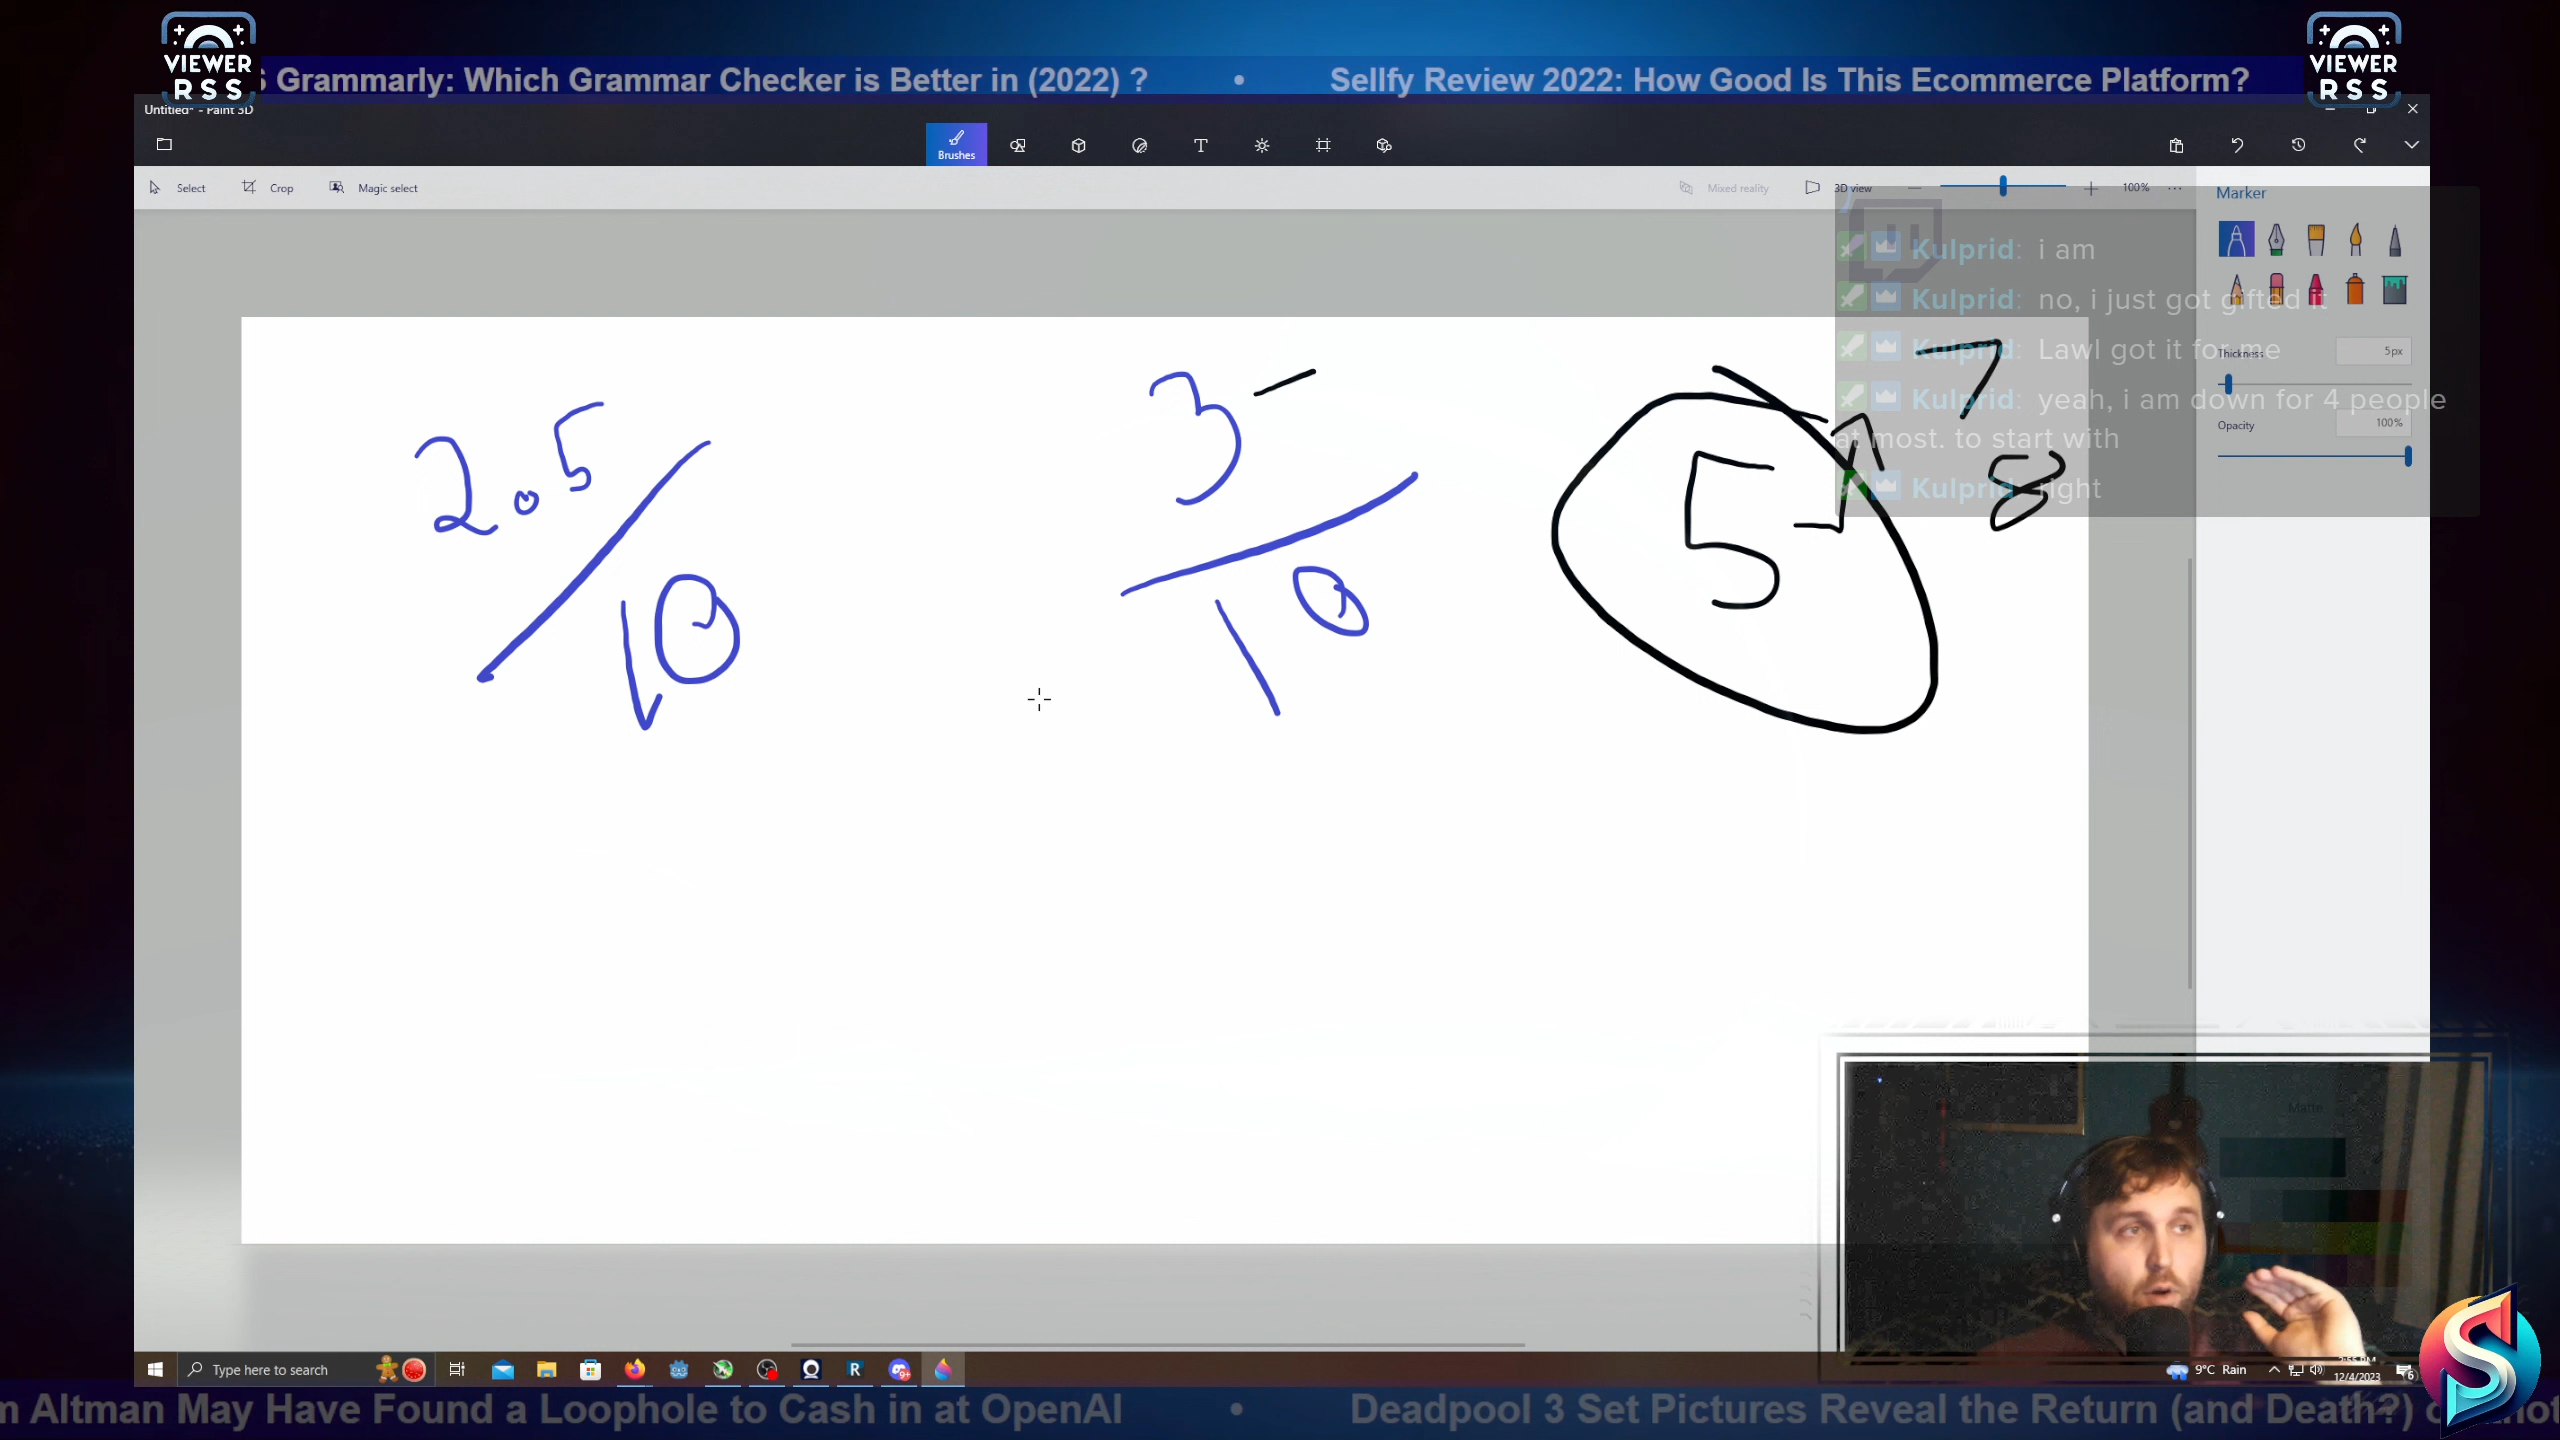 VIEWER
RSS
S Grammarly: Which Grammar Checker is Better in (2022) ? • Sellfy Review 2022: How Good Is This Ecommerce Platform?
VIEWER
RSS
Untitled* - Paint 3D
Brushes
Select
Crop
Magic select
Mixed reality
3D view
100%
...
Marker
Kulprid: i am
Kulprid: no, i just got gifted it
Kulprid: Lawl got it for me
Kulprid: yeah, i am down for 4 people
at most. to start with
Kulprid: right
Thickness
5px
Opacity
100%
2.5
10
3
10
5
7
8
Matte
Type here to search
R
9+
9°C Rain
12/4/2023
6
m Altman May Have Found a Loophole to Cash in at OpenAI • Deadpool 3 Set Pictures Reveal the Return (and Death?)
S